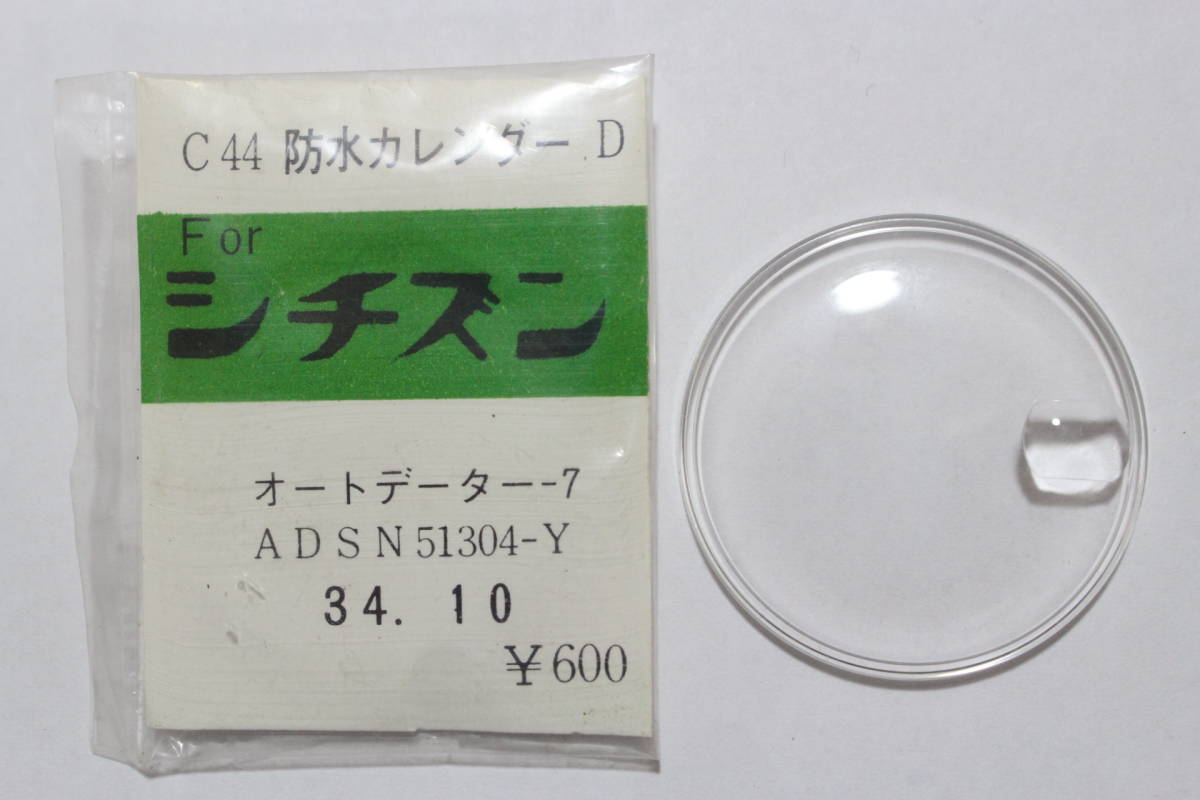 C44 防水カレンダー D
For
シチズン
オートデーター-7
ADSN51304-Y
34. 10
￥600